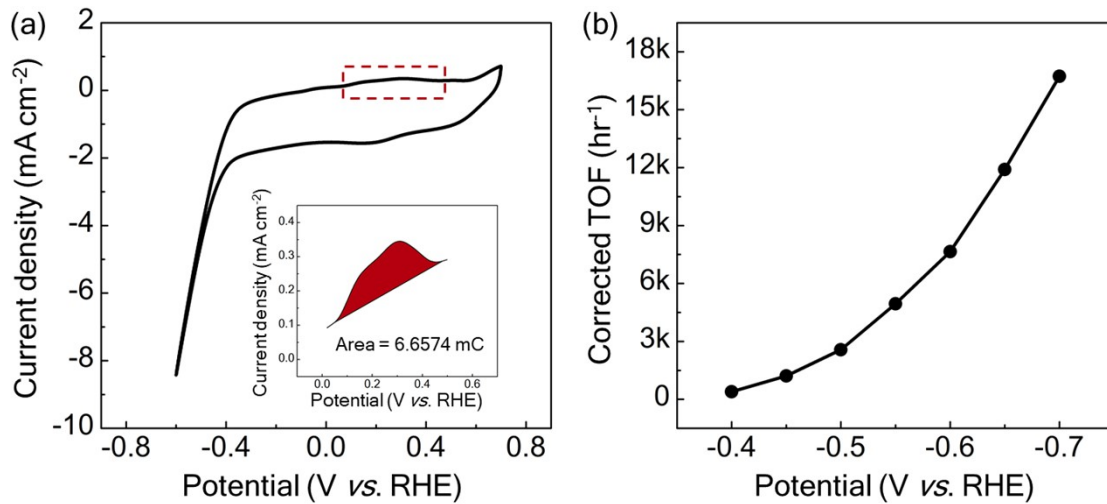 (a)
Current density (mA cm⁻²)
2
0
-2
-4
-6
-8
-10
-0.8
-0.4
0.0
0.4
0.8
Potential (V vs. RHE)
Current density (mA cm⁻²)
0.4
0.3
0.2
0.1
0.0
Area = 6.6574 mC
0.0
0.2
0.4
0.6
Potential (V vs. RHE)
(b)
Corrected TOF (hr⁻¹)
18k
15k
12k
9k
6k
3k
0
-0.4
-0.5
-0.6
-0.7
Potential (V vs. RHE)